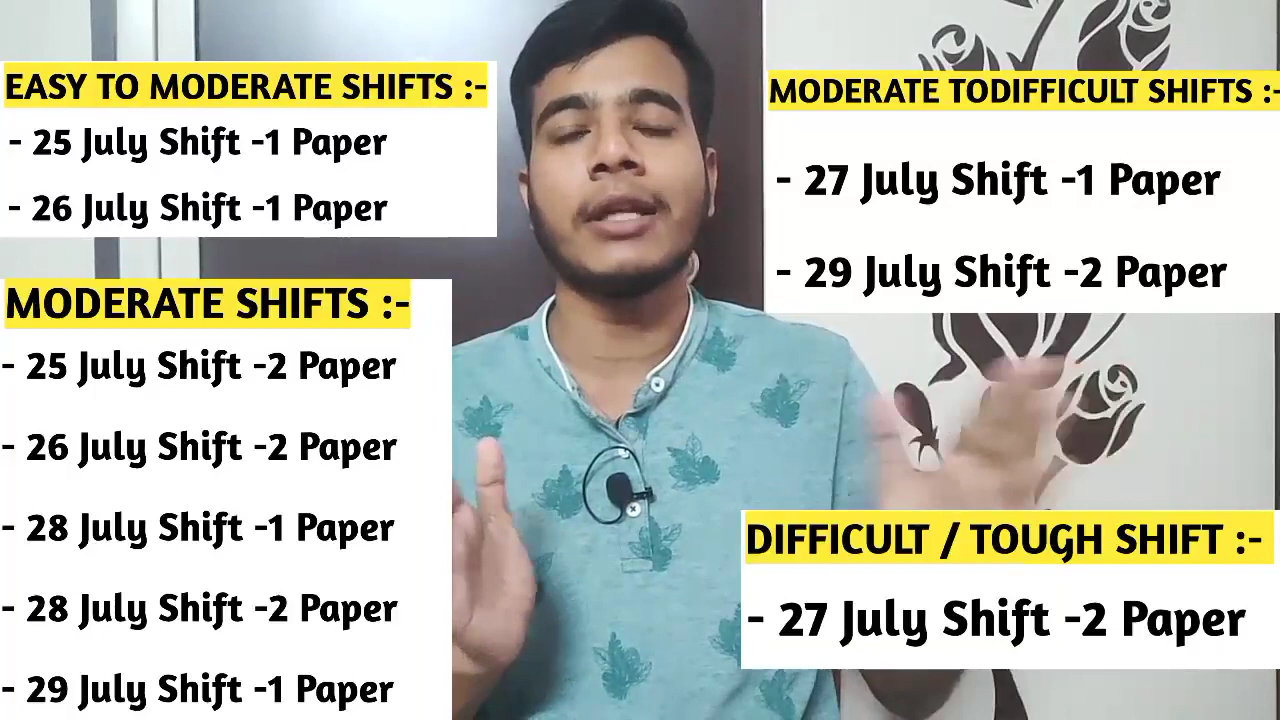 EASY TO MODERATE SHIFTS :-
- 25 July Shift -1 Paper
- 26 July Shift -1 Paper
MODERATE SHIFTS :-
- 25 July Shift -2 Paper
- 26 July Shift -2 Paper
- 28 July Shift -1 Paper
- 28 July Shift -2 Paper
- 29 July Shift -1 Paper
MODERATE TODIFFICULT SHIFTS :-
- 27 July Shift -1 Paper
- 29 July Shift -2 Paper
DIFFICULT / TOUGH SHIFT :-
- 27 July Shift -2 Paper